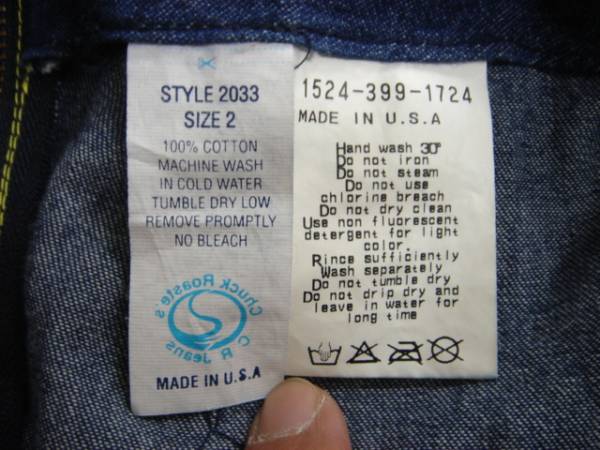 STYLE 2033
SIZE 2
100% COTTON
MACHINE WASH
IN COLD WATER
TUMBLE DRY LOW
REMOVE PROMPTLY
NO BLEACH
Chuck Roaste's
C.R Jeans
MADE IN U.S.A
1524-399-1724
MADE IN U.S.A
Hand wash 30°
Do not iron
Do not steam
Do not use
chlorine breach
Do not dry clean
Use non fluorescent
detergent for light
color.
Rince sufficiently
Wash separately
Do not tumble dry
Do not drip dry and
leave in water for
long time